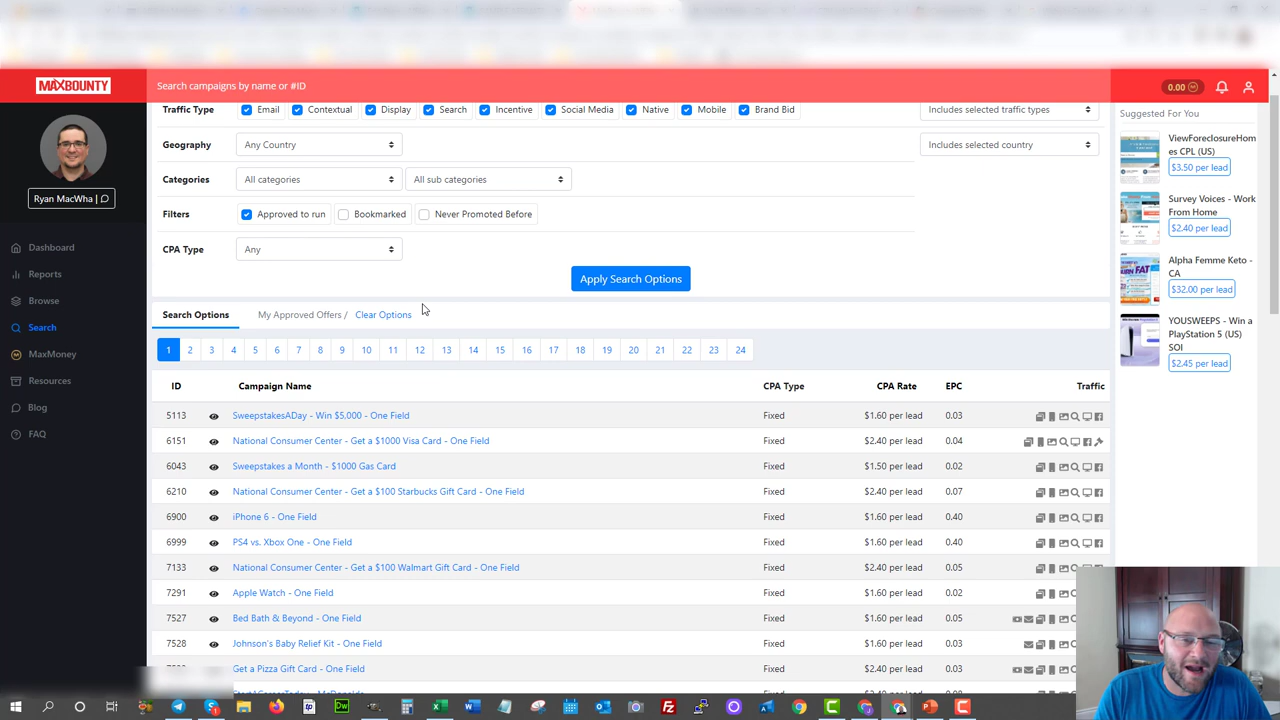 MAXBOUNTY
Search campaigns by name or #ID
0.00
Traffic Type Email Contextual Display Search Incentive Social Media Native Mobile Brand Bid Includes selected traffic types
Geography Any Country Includes selected country
Categories All categories All sub categories
Filters Approved to run Bookmarked Never Promoted Before
CPA Type Any
Apply Search Options
Ryan MacWha |
Dashboard
Reports
Browse
Search
MaxMoney
Resources
Blog
FAQ
Search Options My Approved Offers / Clear Options
1 2 3 4 5 6 7 8 9 10 11 12 13 14 15 16 17 18 19 20 21 22 23 24
ID Campaign Name CPA Type CPA Rate EPC Traffic
5113 SweepstakesADay - Win $5,000 - One Field Fixed $1.60 per lead 0.03
6151 National Consumer Center - Get a $1000 Visa Card - One Field Fixed $2.40 per lead 0.04
6043 Sweepstakes a Month - $1000 Gas Card Fixed $1.50 per lead 0.02
6210 National Consumer Center - Get a $100 Starbucks Gift Card - One Field Fixed $2.40 per lead 0.07
6900 iPhone 6 - One Field Fixed $1.60 per lead 0.40
6999 PS4 vs. Xbox One - One Field Fixed $1.60 per lead 0.40
7133 National Consumer Center - Get a $100 Walmart Gift Card - One Field Fixed $2.40 per lead 0.05
7291 Apple Watch - One Field Fixed $1.60 per lead 0.02
7527 Bed Bath & Beyond - One Field Fixed $1.60 per lead 0.05
7528 Johnson's Baby Relief Kit - One Field Fixed $1.60 per lead 0.03
Get a Pizza Gift Card - One Field Fixed $2.40 per lead 0.03
Suggested For You
ViewForeclosureHom
es CPL (US)
$3.50 per lead
Survey Voices - Work
From Home
$2.40 per lead
Alpha Femme Keto -
CA
$32.00 per lead
YOUSWEEPS - Win a
PlayStation 5 (US)
SOI
$2.45 per lead